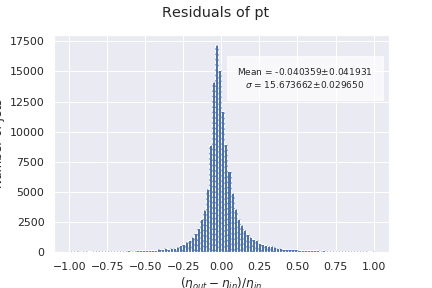 Residuals of pt
17500
15000
12500
10000
7500
5000
2500
0
Mean = -0.040359±0.041931
σ = 15.673662±0.029650
−1.00 −0.75 −0.50 −0.25 0.00 0.25 0.50 0.75 1.00
(η_out − η_in)/η_in